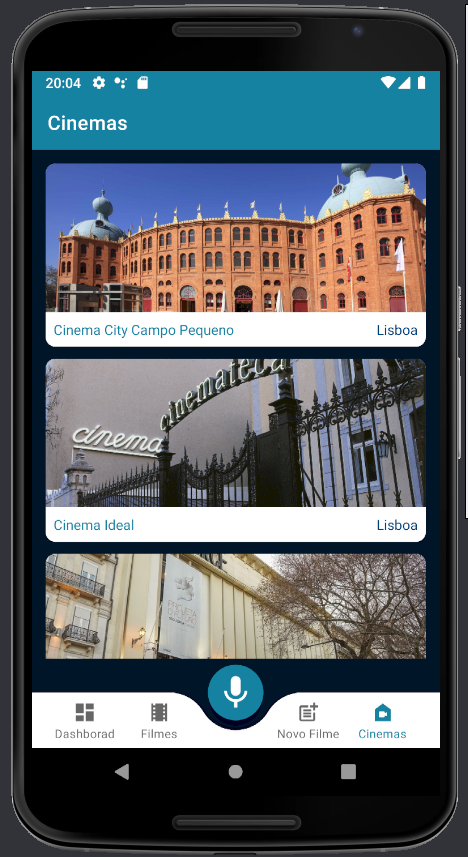 20:04
Cinemas
Cinema City Campo Pequeno Lisboa
cinema cinemateca
Cinema Ideal Lisboa
Dashborad Filmes Novo Filme Cinemas